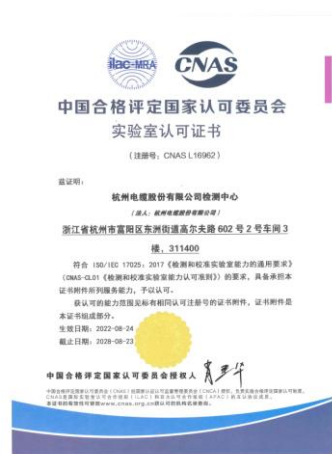 ilac-MRA
CNAS
中国合格评定国家认可委员会
实验室认可证书
（注册号：CNAS L16962）
兹证明：
杭州电缆股份有限公司检测中心
（法人：杭州电缆股份有限公司）
浙江省杭州市富阳区东洲街道高尔夫路 602 号 2 号车间 3
楼，311400
符合 ISO/IEC 17025：2017《检测和校准实验室能力的通用要求》
（CNAS-CL01《检测和校准实验室能力认可准则》）的要求，具备承担本
证书附件所列服务能力，予以认可。
获认可的能力范围见标有相同认可注册号的证书附件，证书附件是
本证书组成部分。
生效日期：2022-08-24
截止日期：2028-08-23
中国合格评定国家认可委员会授权人